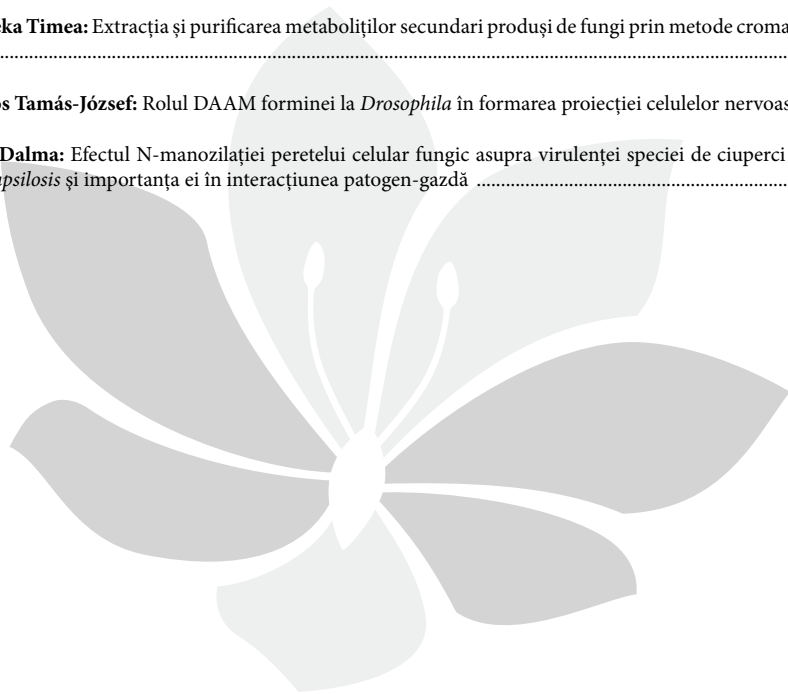 ka Timea: Extracția și purificarea metaboliților secundari produși de fungi prin metode croma
................................................................................
s Tamás-József: Rolul DAAM forminei la Drosophila în formarea proiecției celulelor nervoas
Dalma: Efectul N-manozilației peretelui celular fungic asupra virulenței speciei de ciuperci
psilosis și importanța ei în interacțiunea patogen-gazdă ................................................